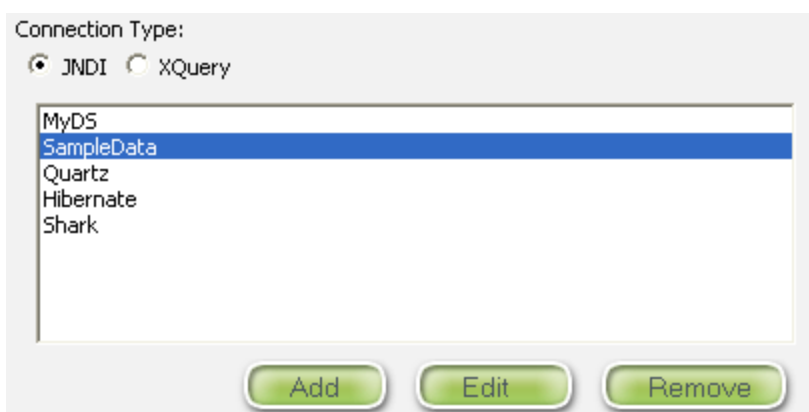 Connection Type:
JNDI XQuery
MyDS
SampleData
Quartz
Hibernate
Shark
Add Edit Remove